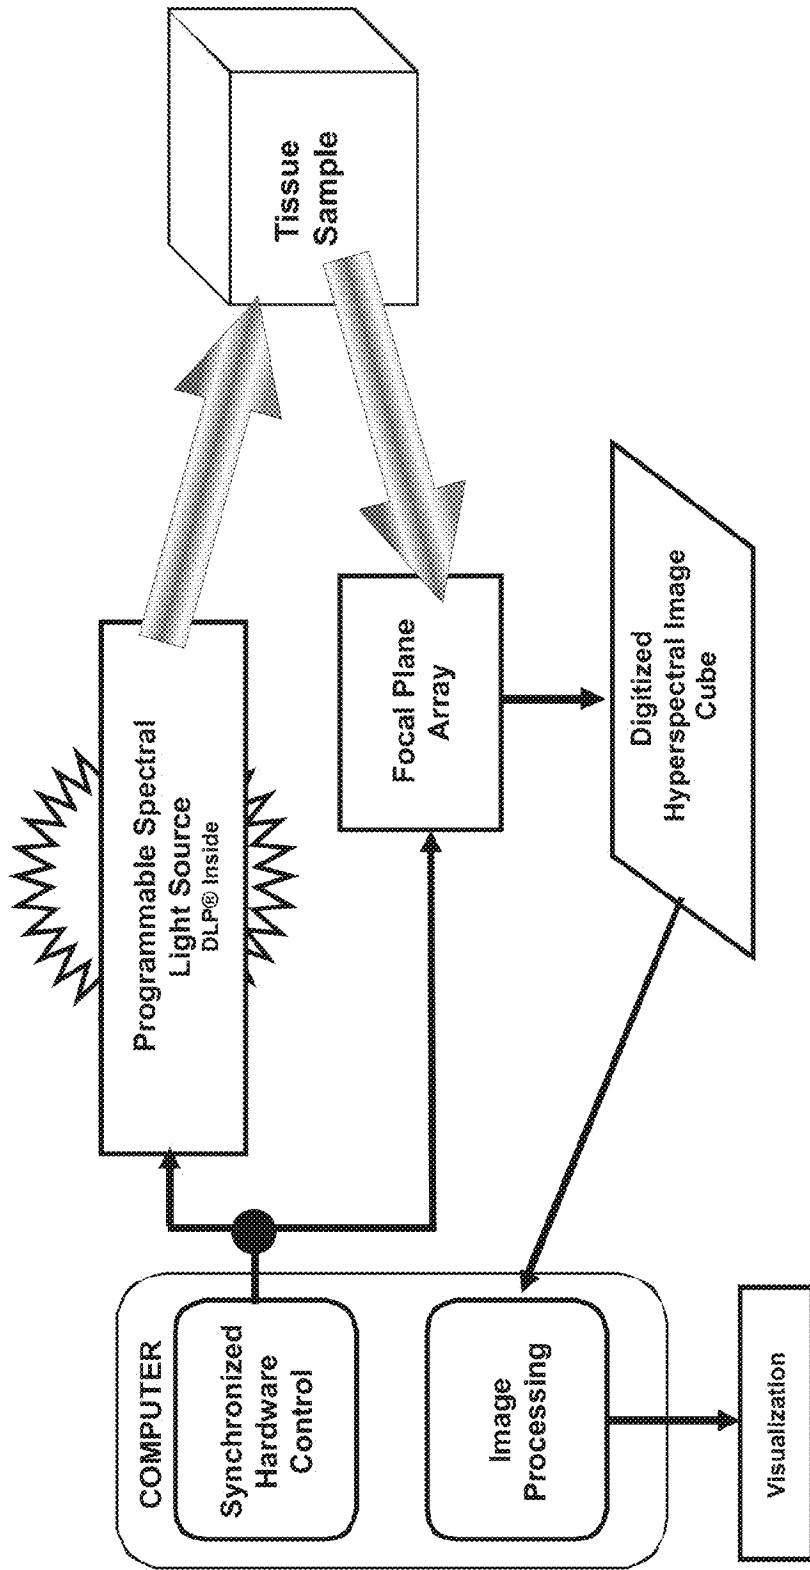 COMPUTER
Synchronized
Hardware
Control
Image
Processing
Visualization
Programmable Spectral
Light Source
DLP® Inside
Focal Plane
Array
Digitized
Hyperspectral Image
Cube
Tissue
Sample